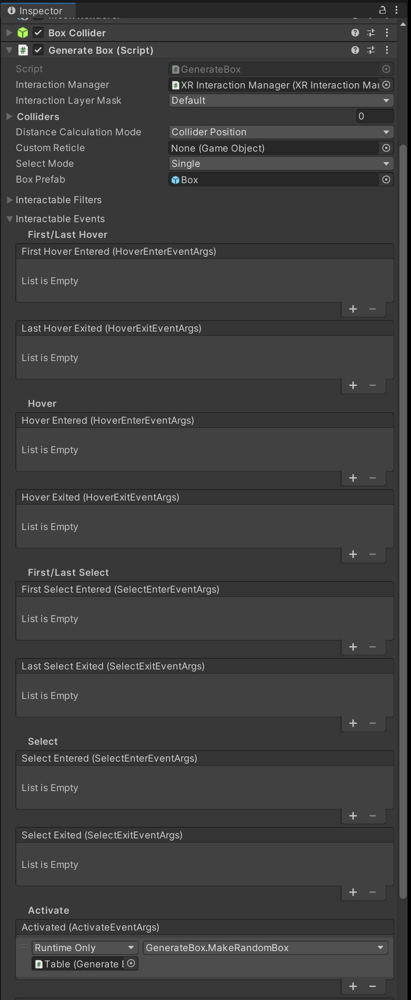 Inspector
Box Collider
Generate Box (Script)
Script
# GenerateBox
Interaction Manager
# XR Interaction Manager (XR Interaction Mar
Interaction Layer Mask
Default
Colliders
0
Distance Calculation Mode
Collider Position
Custom Reticle
None (Game Object)
Select Mode
Single
Box Prefab
Box
Interactable Filters
Interactable Events
First/Last Hover
First Hover Entered (HoverEnterEventArgs)
List is Empty
+ −
Last Hover Exited (HoverExitEventArgs)
List is Empty
+ −
Hover
Hover Entered (HoverEnterEventArgs)
List is Empty
+ −
Hover Exited (HoverExitEventArgs)
List is Empty
+ −
First/Last Select
First Select Entered (SelectEnterEventArgs)
List is Empty
+ −
Last Select Exited (SelectExitEventArgs)
List is Empty
+ −
Select
Select Entered (SelectEnterEventArgs)
List is Empty
+ −
Select Exited (SelectExitEventArgs)
List is Empty
+ −
Activate
Activated (ActivateEventArgs)
Runtime Only
GenerateBox.MakeRandomBox
# Table (Generate E
+ −